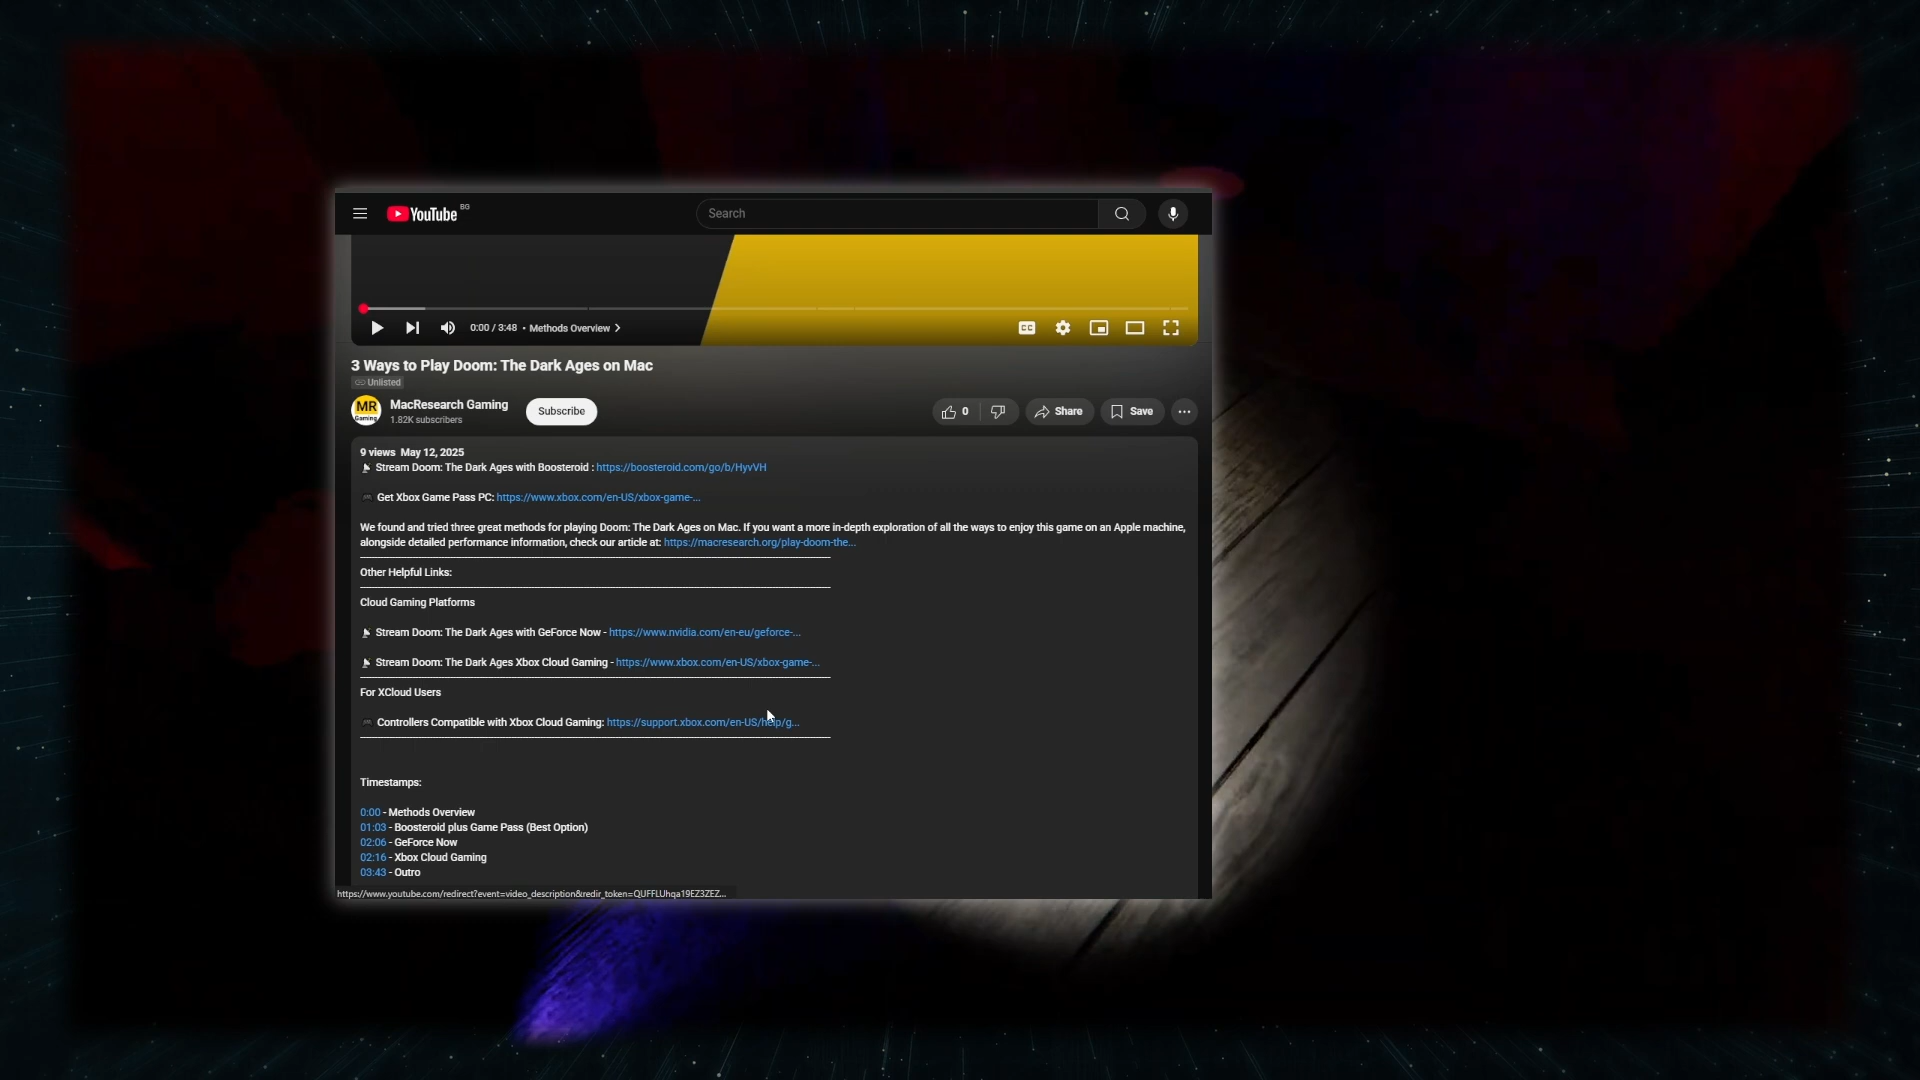 YouTube BG
Search
0:00 / 3:48 • Methods Overview >
CC
3 Ways to Play Doom: The Dark Ages on Mac
Unlisted
MR
Gaming
MacResearch Gaming
1.82K subscribers
Subscribe
0
Share
Save
9 views May 12, 2025
Stream Doom: The Dark Ages with Boosteroid : https://boosteroid.com/go/b/HyvVH
Get Xbox Game Pass PC: https://www.xbox.com/en-US/xbox-game-...
We found and tried three great methods for playing Doom: The Dark Ages on Mac. If you want a more in-depth exploration of all the ways to enjoy this game on an Apple machine,
alongside detailed performance information, check our article at: https://macresearch.org/play-doom-the...
Other Helpful Links:
Cloud Gaming Platforms
Stream Doom: The Dark Ages with GeForce Now - https://www.nvidia.com/en-eu/geforce-...
Stream Doom: The Dark Ages Xbox Cloud Gaming - https://www.xbox.com/en-US/xbox-game-...
For XCloud Users
Controllers Compatible with Xbox Cloud Gaming: https://support.xbox.com/en-US/help/g...
Timestamps:
0:00 - Methods Overview
01:03 - Boosteroid plus Game Pass (Best Option)
02:06 - GeForce Now
02:16 - Xbox Cloud Gaming
03:43 - Outro
https://www.youtube.com/redirect?event=video_description&redir_token=QUFFLUhqa19EZ3ZEZ...